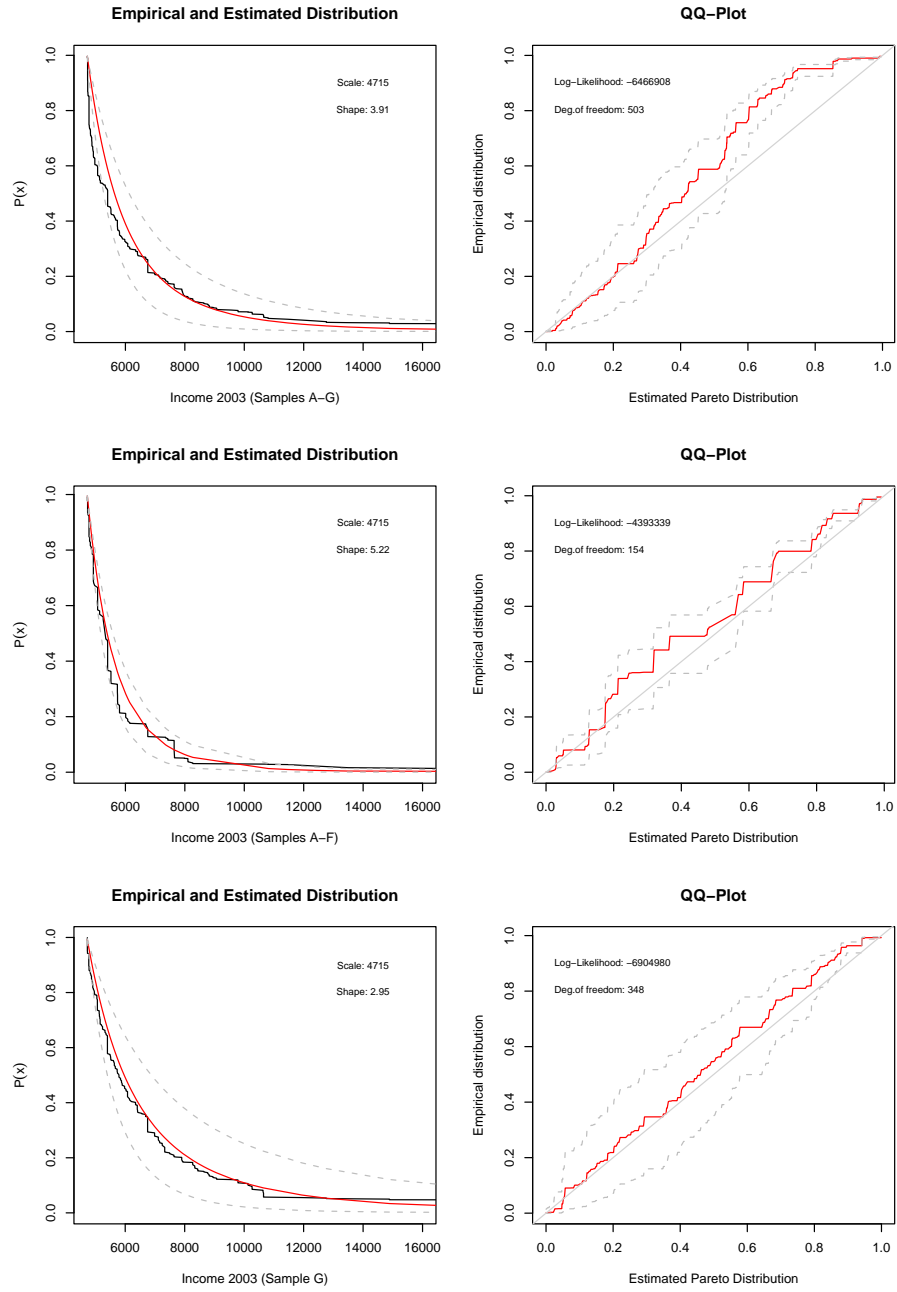 Empirical and Estimated Distribution
QQ−Plot
P(x)
0.0 0.2 0.4 0.6 0.8 1.0
Scale: 4715
Shape: 3.91
6000 8000 10000 12000 14000 16000
Income 2003 (Samples A−G)
Empirical distribution
0.0 0.2 0.4 0.6 0.8 1.0
Log−Likelihood: −6466908
Deg.of freedom: 503
0.0 0.2 0.4 0.6 0.8 1.0
Estimated Pareto Distribution
Empirical and Estimated Distribution
QQ−Plot
P(x)
0.0 0.2 0.4 0.6 0.8 1.0
Scale: 4715
Shape: 5.22
6000 8000 10000 12000 14000 16000
Income 2003 (Samples A−F)
Empirical distribution
0.0 0.2 0.4 0.6 0.8 1.0
Log−Likelihood: −4393339
Deg.of freedom: 154
0.0 0.2 0.4 0.6 0.8 1.0
Estimated Pareto Distribution
Empirical and Estimated Distribution
QQ−Plot
P(x)
0.0 0.2 0.4 0.6 0.8 1.0
Scale: 4715
Shape: 2.95
6000 8000 10000 12000 14000 16000
Income 2003 (Sample G)
Empirical distribution
0.0 0.2 0.4 0.6 0.8 1.0
Log−Likelihood: −6904980
Deg.of freedom: 348
0.0 0.2 0.4 0.6 0.8 1.0
Estimated Pareto Distribution